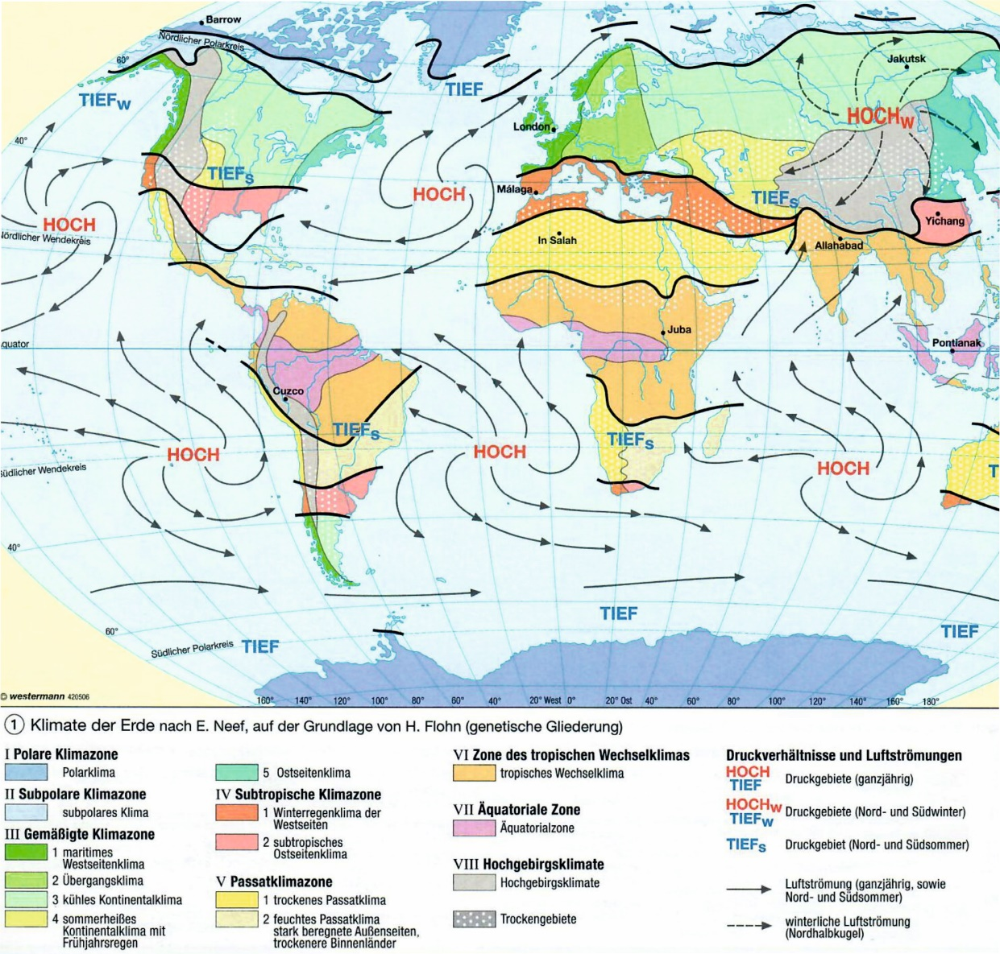 Barrow
Nördlicher Polarkreis
60°
Jakutsk
TIEFW
TIEF
HOCHW
London
40°
TIEFS
Málaga
HOCH
TIEFS
HOCH
Yichang
Nördlicher Wendekreis
In Salah
Allahabad
Juba
quator
Pontianak
Cuzco
TIEFS
TIEFS
HOCH
HOCH
HOCH
üdlicher Wendekreis
T
40°
60°
TIEF
TIEF
Südlicher Polarkreis
TIEF
© westermann 420506
160° 140° 120° 100° 80° 60° 40° 20° West 0° 20° Ost 40° 60° 80° 100° 120° 140° 160° 180°
1 Klimate der Erde nach E. Neef, auf der Grundlage von H. Flohn (genetische Gliederung)
I Polare Klimazone
Polarklima
II Subpolare Klimazone
subpolares Klima
III Gemäßigte Klimazone
1 maritimes
Westseitenklima
2 Übergangsklima
3 kühles Kontinentalklima
4 sommerheißes
Kontinentalklima mit
Frühjahrsregen
5 Ostseitenklima
IV Subtropische Klimazone
1 Winterregenklima der
Westseiten
2 subtropisches
Ostseitenklima
V Passatklimazone
1 trockenes Passatklima
2 feuchtes Passatklima
stark beregnete Außenseiten,
trockenere Binnenländer
VI Zone des tropischen Wechselklimas
tropisches Wechselklima
VII Äquatoriale Zone
Äquatorialzone
VIII Hochgebirgsklimate
Hochgebirgsklimate
Trockengebiete
Druckverhältnisse und Luftströmungen
HOCH
TIEF
Druckgebiete (ganzjährig)
HOCHW
TIEFW
Druckgebiete (Nord- und Südwinter)
TIEFS
Druckgebiet (Nord- und Südsommer)
Luftströmung (ganzjährig, sowie
Nord- und Südsommer)
winterliche Luftströmung
(Nordhalbkugel)